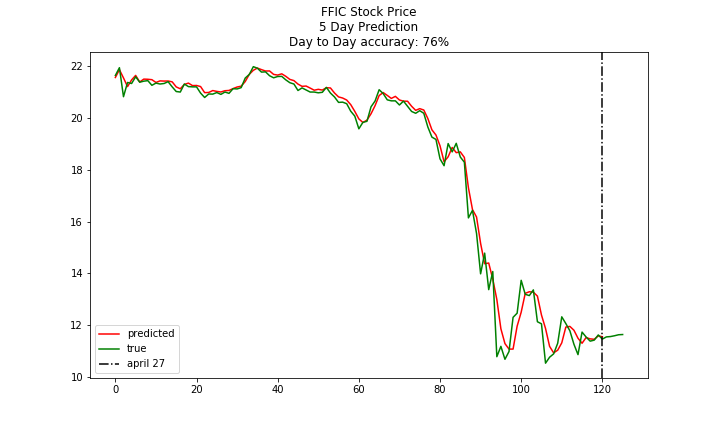 FFIC Stock Price
5 Day Prediction
Day to Day accuracy: 76%
22
20
18
16
14
12
10
predicted
true
april 27
0 20 40 60 80 100 120